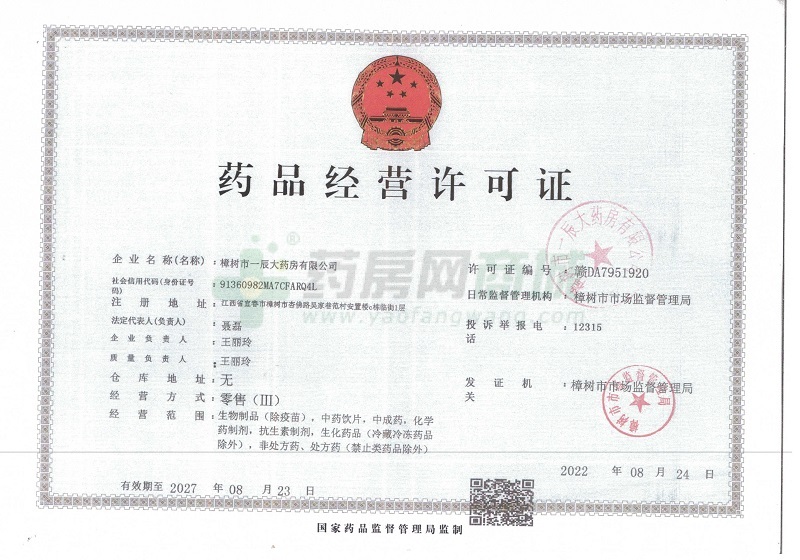 药品经营许可证
企业名称(名称)：樟树市一辰大药房有限公司
社会信用代码(身份证号码)：91360982MA7CFARQ4L
注册地址：江西省宜春市樟树市杏佛路吴家巷范村安置楼c栋临街1层
法定代表人(负责人)：聂磊
企业负责人：王丽玲
质量负责人：王丽玲
仓库地址：无
经营方式：零售（Ⅲ）
经营范围：生物制品（除疫苗），中药饮片，中成药，化学
药制剂，抗生素制剂，生化药品（冷藏冷冻药品
除外），非处方药、处方药（禁止类药品除外）
许可证编号：赣DA7951920
日常监督管理机构：樟树市市场监督管理局
投诉举报电话：12315
发证机关：樟树市市场监督管理局
2022 年 08 月 24 日
有效期至 2027 年 08 月 23 日
国家药品监督管理局监制
药房网
www.yaofangwang.com
樟树市市场监督管理局